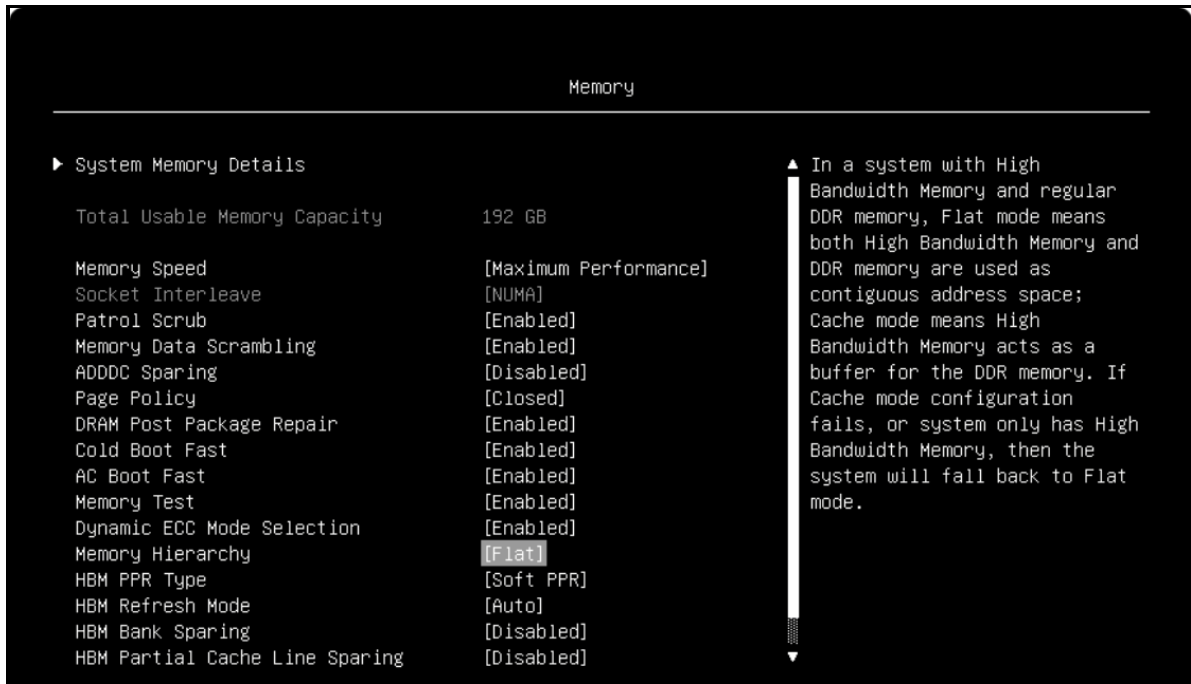 Memory
System Memory Details
Total Usable Memory Capacity 192 GB
Memory Speed [Maximum Performance]
Socket Interleave [NUMA]
Patrol Scrub [Enabled]
Memory Data Scrambling [Enabled]
ADDDC Sparing [Disabled]
Page Policy [Closed]
DRAM Post Package Repair [Enabled]
Cold Boot Fast [Enabled]
AC Boot Fast [Enabled]
Memory Test [Enabled]
Dynamic ECC Mode Selection [Enabled]
Memory Hierarchy [Flat]
HBM PPR Type [Soft PPR]
HBM Refresh Mode [Auto]
HBM Bank Sparing [Disabled]
HBM Partial Cache Line Sparing [Disabled]
In a system with High
Bandwidth Memory and regular
DDR memory, Flat mode means
both High Bandwidth Memory and
DDR memory are used as
contiguous address space;
Cache mode means High
Bandwidth Memory acts as a
buffer for the DDR memory. If
Cache mode configuration
fails, or system only has High
Bandwidth Memory, then the
system will fall back to Flat
mode.